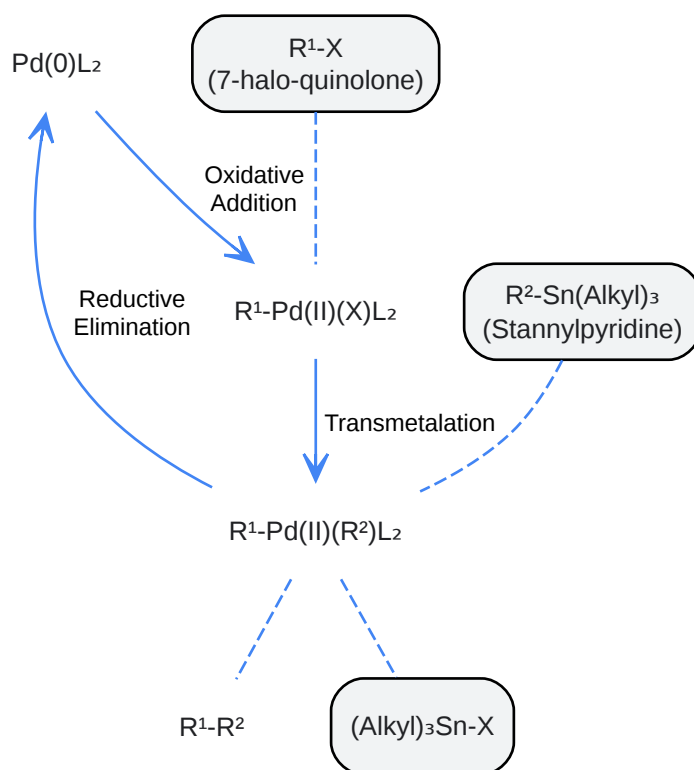 Pd(0)L₂
R¹-X
(7-halo-quinolone)
Oxidative
Addition
R¹-Pd(II)(X)L₂
R²-Sn(Alkyl)₃
(Stannylpyridine)
Reductive
Elimination
Transmetalation
R¹-Pd(II)(R²)L₂
R¹-R²
(Alkyl)₃Sn-X